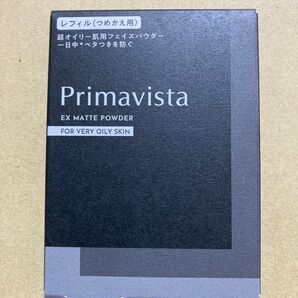 レフィル（つめかえ用）
超オイリー肌用フェイスパウダー
一日中*ベタつきを防ぐ
Primavista
EX MATTE POWDER
FOR VERY OILY SKIN